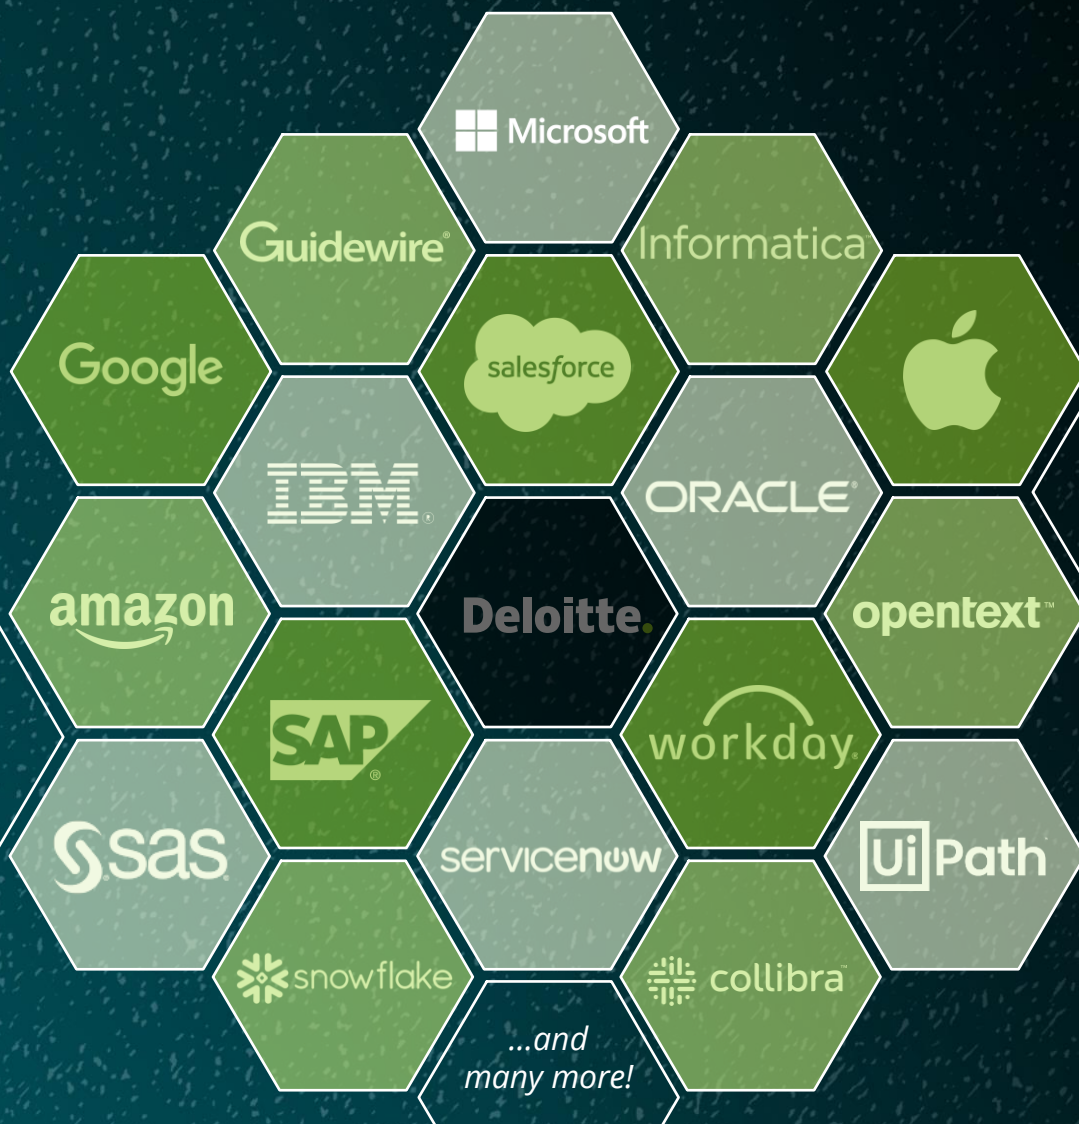 Microsoft
Guidewire®
Informatica
Google
salesforce
IBM®
ORACLE®
amazon
Deloitte.
opentext™
SAP®
workday®
sas
servicenow
UiPath
snowflake
collibra
...and
many more!